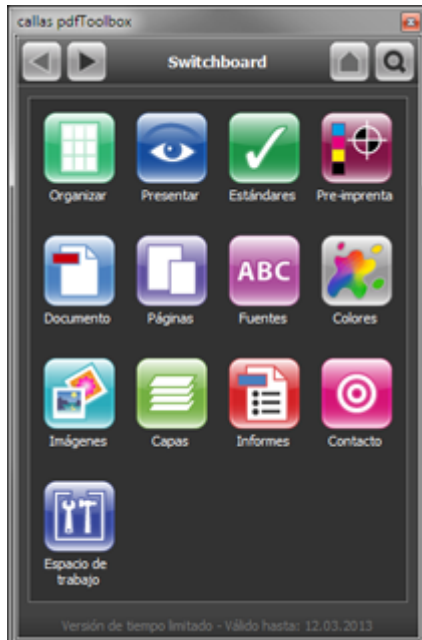 callas pdfToolbox
Switchboard
Organizar
Presentar
Estándares
Pre-imprenta
Documento
Páginas
ABC
Fuentes
Colores
Imágenes
Capas
Informes
Contacto
Espacio de
trabajo
Versión de tiempo limitado - Válido hasta: 12.03.2013